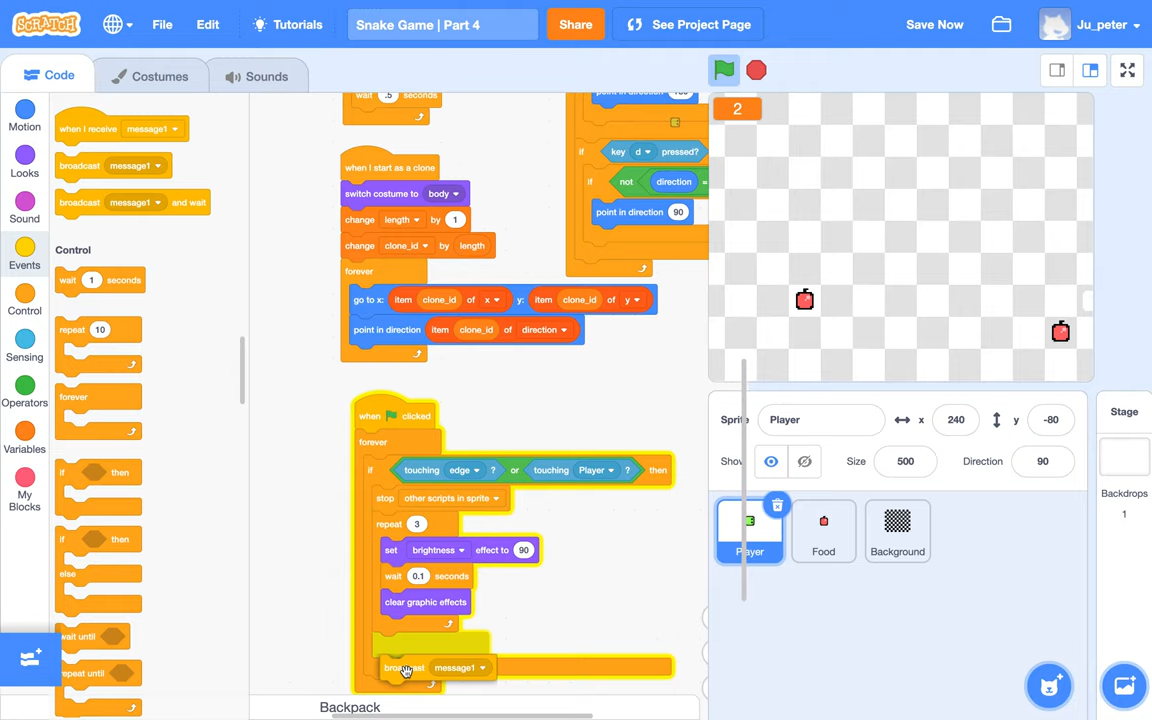 SCRATCH File Edit Tutorials Snake Game | Part 4 Share See Project Page Save Now Ju_peter
Code Costumes Sounds
Motion
Looks
Sound
Events
Control
Sensing
Operators
Variables
My
Blocks
when I receive message1
broadcast message1
broadcast message1 and wait
Control
wait 1 seconds
repeat 10
forever
if then
if then
else
wait until
repeat until
wait .5 seconds
when I start as a clone
switch costume to body
change length by 1
change clone_id by length
forever
go to x: item clone_id of x y: item clone_id of y
point in direction item clone_id of direction
if key d pressed?
if not direction =
point in direction 90
when clicked
forever
if touching edge ? or touching Player ? then
stop other scripts in sprite
repeat 3
set brightness effect to 90
wait 0.1 seconds
clear graphic effects
message1
Backpack
2
Player x 240 y -80
Show Size 500 Direction 90
Player Food Background
Stage
Backdrops
1